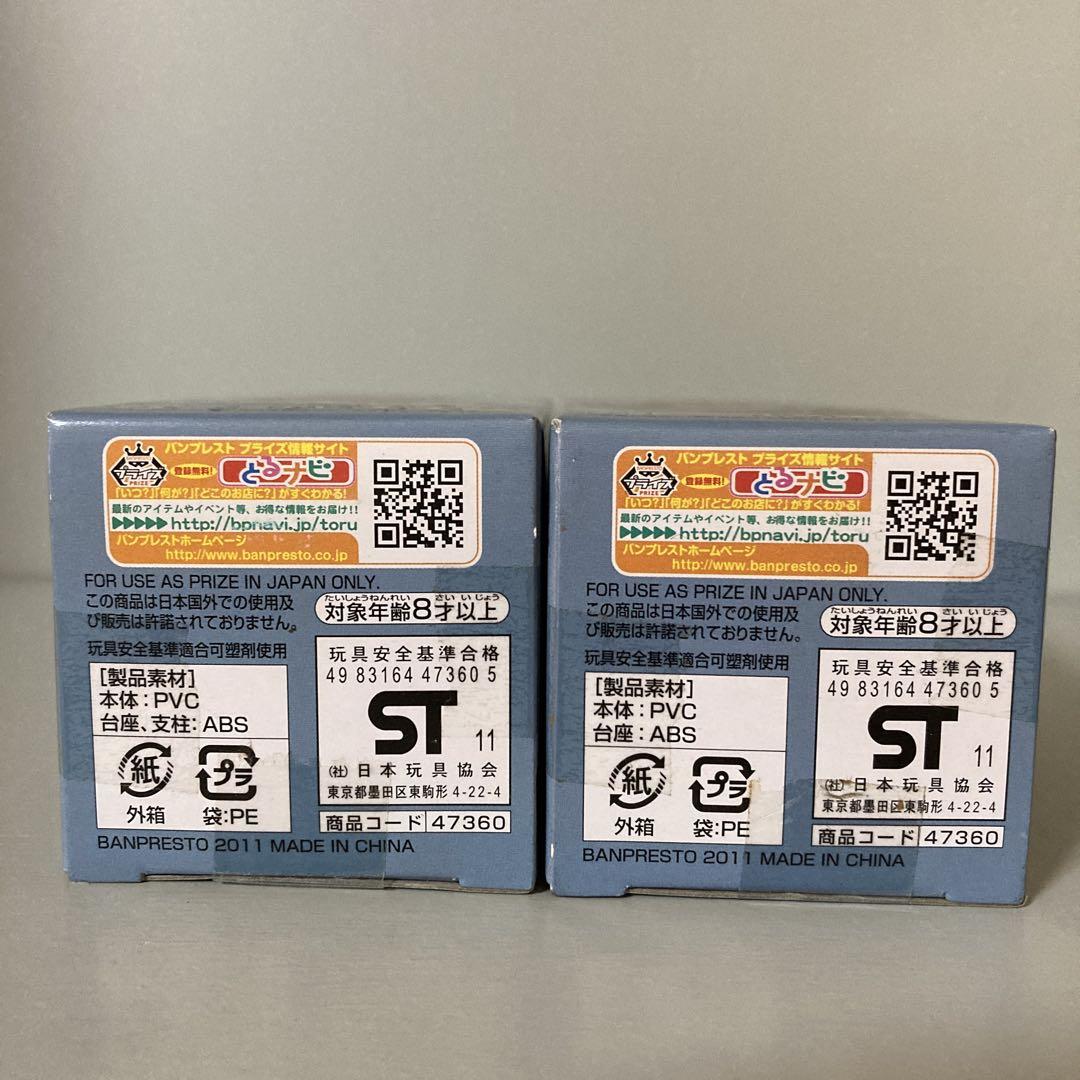 バンプレスト プライズ情報サイト
BANPRESTO
プライズ
PRIZE
登録無料!
とるナビ
「いつ?」「何が?」「どこのお店に?」がすぐわかる!
最新のアイテムやイベント等、お得な情報をお届け!!
http://bpnavi.jp/toru
バンプレストホームページ
http://www.banpresto.co.jp
FOR USE AS PRIZE IN JAPAN ONLY.
この商品は日本国外での使用及
び販売は許諾されておりません。
たいしょうねんれい さい いじょう
対象年齢8才以上
玩具安全基準適合可塑剤使用
[製品素材]
本体:PVC
台座、支柱:ABS
紙
外箱
プラ
袋:PE
玩具安全基準合格
49 83164 47360 5
ST
11
(社)日本玩具協会
東京都墨田区東駒形 4-22-4
商品コード 47360
BANPRESTO 2011 MADE IN CHINA
バンプレスト プライズ情報サイト
BANPRESTO
プライズ
PRIZE
登録無料!
とるナビ
「いつ?」「何が?」「どこのお店に?」がすぐわかる!
最新のアイテムやイベント等、お得な情報をお届け!!
http://bpnavi.jp/toru
バンプレストホームページ
http://www.banpresto.co.jp
FOR USE AS PRIZE IN JAPAN ONLY.
この商品は日本国外での使用及
び販売は許諾されておりません。
たいしょうねんれい さい いじょう
対象年齢8才以上
玩具安全基準適合可塑剤使用
[製品素材]
本体:PVC
台座:ABS
紙
外箱
プラ
袋:PE
玩具安全基準合格
49 83164 47360 5
ST
11
(社)日本玩具協会
東京都墨田区東駒形 4-22-4
商品コード 47360
BANPRESTO 2011 MADE IN CHINA